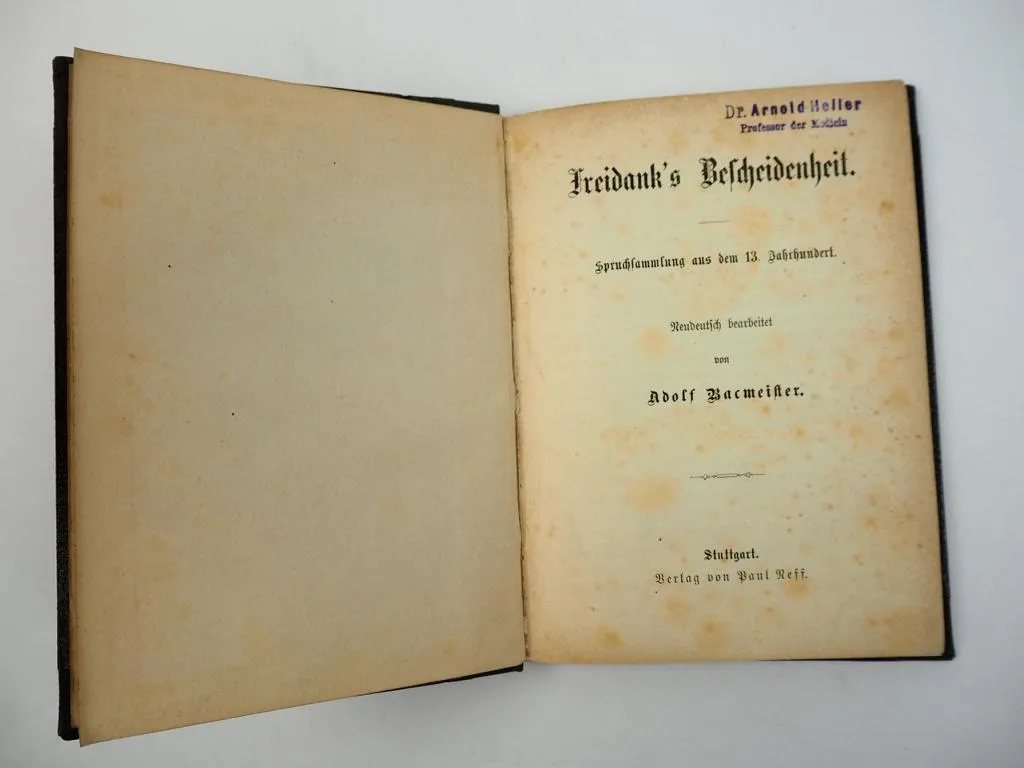 Dr. Arnold Heller
Professor der Medicin
Freidank's Bescheidenheit.
Spruchsammlung aus dem 13. Jahrhundert.
Neudeutsch bearbeitet
von
Adolf Bacmeister.
Stuttgart.
Verlag von Paul Neff.